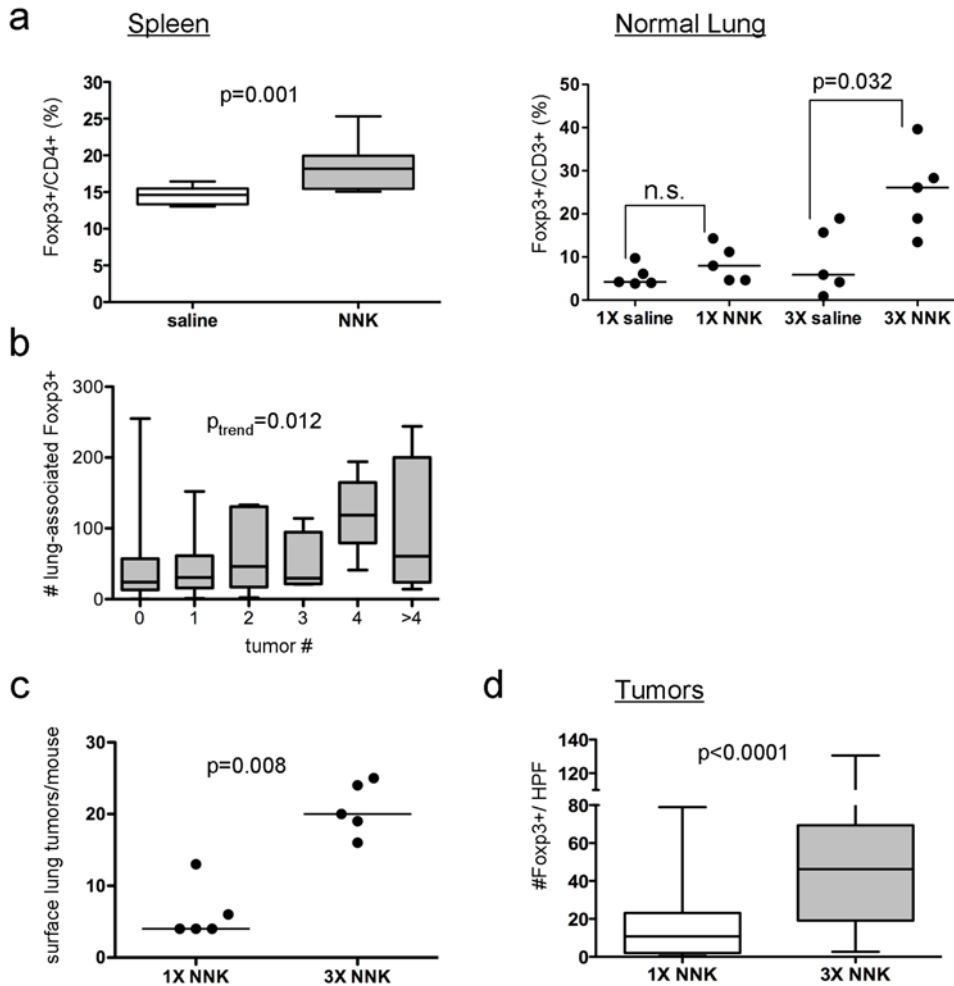 a
Spleen
Foxp3+/CD4+ (%)
30
25
20
15
10
5
0
p=0.001
saline
NNK
Normal Lung
Foxp3+/CD3+ (%)
50
40
30
20
10
0
n.s.
p=0.032
1X saline
1X NNK
3X saline
3X NNK
b
# lung-associated Foxp3+
300
200
100
0
ptrend=0.012
0
1
2
3
4
>4
tumor #
c
surface lung tumors/mouse
30
20
10
0
p=0.008
1X NNK
3X NNK
d
Tumors
#Foxp3+/ HPF
140
120
80
60
40
20
0
p<0.0001
1X NNK
3X NNK